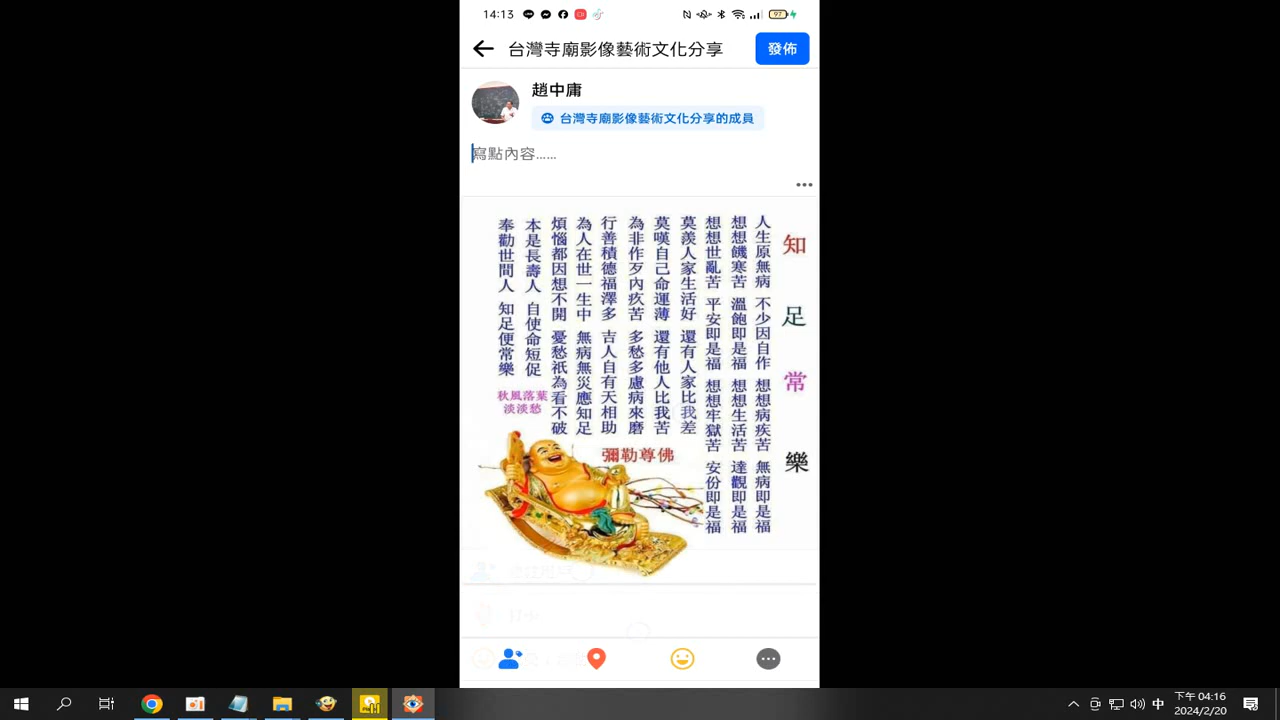 14:13
97
台灣寺廟影像藝術文化分享
發佈
趙中庸
台灣寺廟影像藝術文化分享的成員
寫點內容......
知足常樂
人生原無病 不少因自作 想想病疾苦 無病即是福
想想饑寒苦 溫飽即是福 想想生活苦 達觀即是福
想想世亂苦 平安即是福 想想牢獄苦 安份即是福
莫羨人家生活好 還有人家比我差
莫嘆自己命運薄 還有他人比我苦
為非作歹內疚苦 多愁多慮病來磨
行善積德福澤多 吉人自有天相助
為人在世一生中 無病無災應知足
煩惱都因想不開 憂愁祇為看不破
本是長壽人 自使命短促
奉勸世間人 知足便常樂
秋風落葉
淡淡愁
彌勒尊佛
中
下午 04:16
2024/2/20